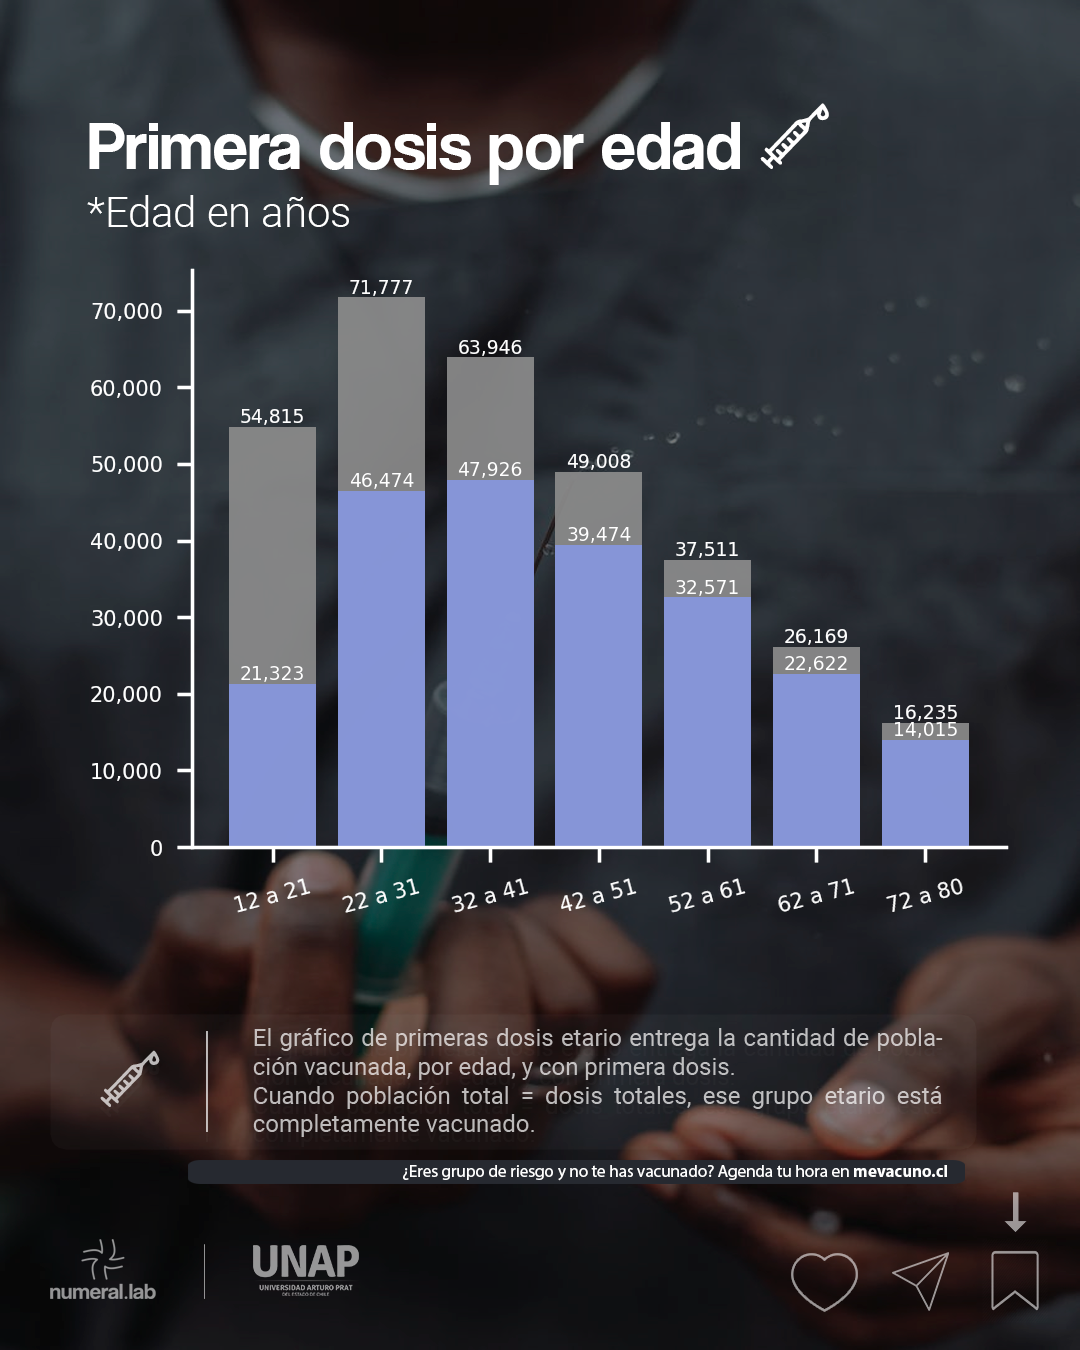 Primera dosis por edad
*Edad en años
71,777
70,000
63,946
60,000
54,815
50,000
49,008
46,474
47,926
40,000
39,474
37,511
32,571
30,000
26,169
22,622
21,323
20,000
16,235
14,015
10,000
0
12 a 21
22 a 31
32 a 41
42 a 51
52 a 61
62 a 71
72 a 80
El gráfico de primeras dosis etario entrega la cantidad de pobla-
ción vacunada, por edad, y con primera dosis.
Cuando población total = dosis totales, ese grupo etario está
completamente vacunado.
¿Eres grupo de riesgo y no te has vacunado? Agenda tu hora en mevacuno.cl
numeral.lab
UNAP
UNIVERSIDAD ARTURO PRAT
DEL ESTADO DE CHILE